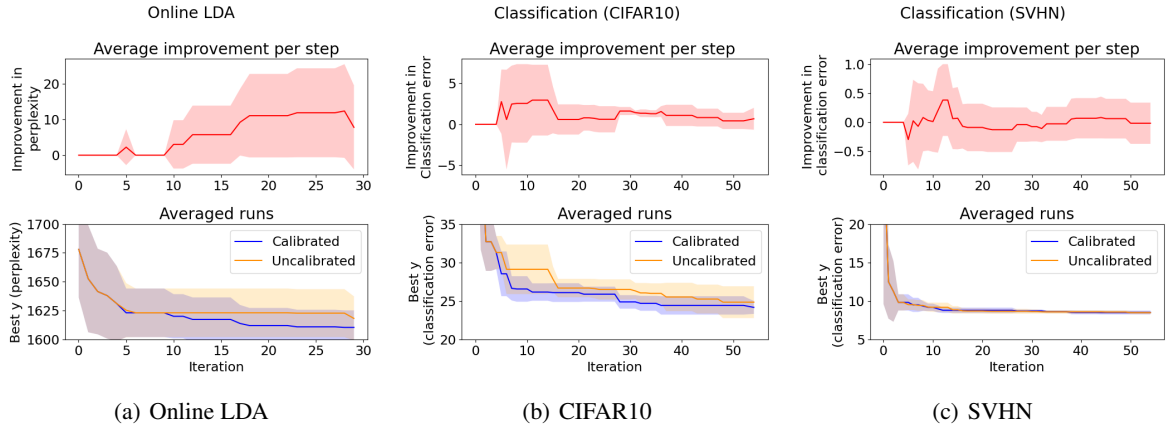 Online LDA
Average improvement per step
Improvement in
perplexity
20
10
0
0 5 10 15 20 25 30
Averaged runs
Best y (perplexity)
1700
1675
1650
1625
1600
Calibrated
Uncalibrated
0 5 10 15 20 25 30
Iteration
(a) Online LDA
Classification (CIFAR10)
Average improvement per step
Improvement in
Classification error
5
0
−5
0 10 20 30 40 50
Averaged runs
Best y
(classification error)
35
30
25
20
Calibrated
Uncalibrated
0 10 20 30 40 50
Iteration
(b) CIFAR10
Classification (SVHN)
Average improvement per step
Improvement in
classification error
1.0
0.5
0.0
−0.5
0 10 20 30 40 50
Averaged runs
Best y
(classification error)
20
15
10
5
Calibrated
Uncalibrated
0 10 20 30 40 50
Iteration
(c) SVHN